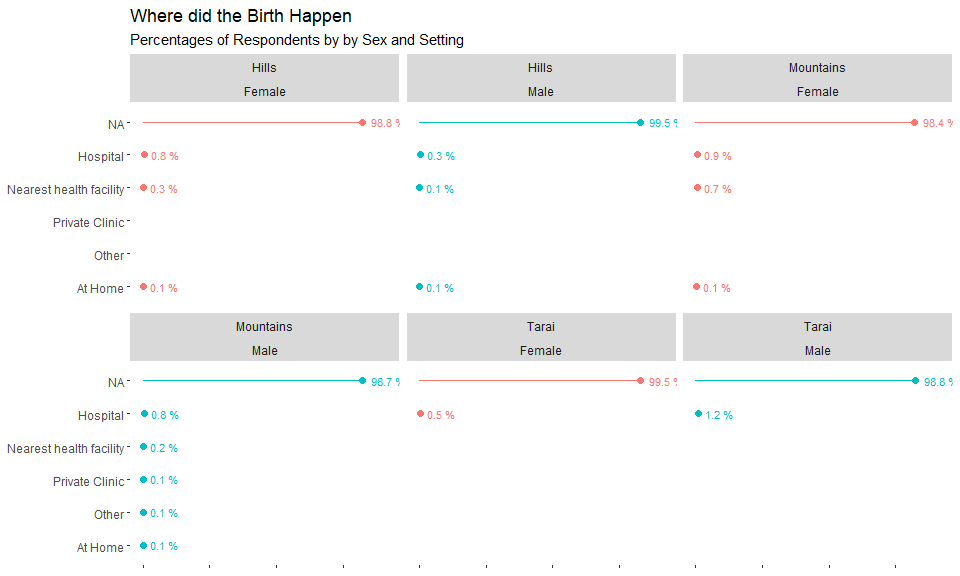 Where did the Birth Happen
Percentages of Respondents by by Sex and Setting
Hills
Female
Hills
Male
Mountains
Female
NA
98.8 %
99.5 %
98.4 %
Hospital
0.8 %
0.3 %
0.9 %
Nearest health facility
0.3 %
0.1 %
0.7 %
Private Clinic
Other
At Home
0.1 %
0.1 %
0.1 %
Mountains
Male
Tarai
Female
Tarai
Male
NA
98.7 %
99.5 %
98.8 %
Hospital
0.8 %
0.5 %
1.2 %
Nearest health facility
0.2 %
Private Clinic
0.1 %
Other
0.1 %
At Home
0.1 %